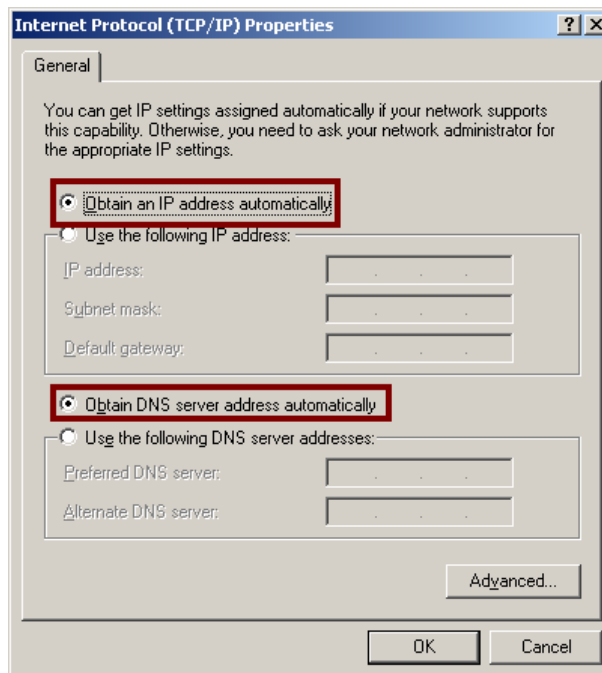 Internet Protocol (TCP/IP) Properties
General
You can get IP settings assigned automatically if your network supports
this capability. Otherwise, you need to ask your network administrator for
the appropriate IP settings.
Obtain an IP address automatically
Use the following IP address:
IP address:
Subnet mask:
Default gateway:
Obtain DNS server address automatically
Use the following DNS server addresses:
Preferred DNS server:
Alternate DNS server:
Advanced...
OK Cancel